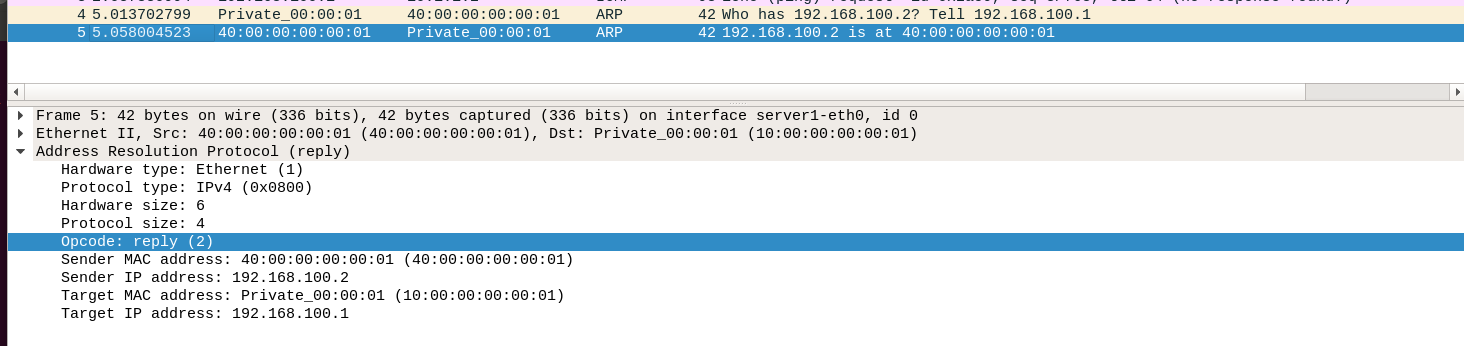 4 5.013702799 Private_00:00:01 40:00:00:00:00:01 ARP 42 Who has 192.168.100.2? Tell 192.168.100.1
5 5.058004523 40:00:00:00:00:01 Private_00:00:01 ARP 42 192.168.100.2 is at 40:00:00:00:00:01
Frame 5: 42 bytes on wire (336 bits), 42 bytes captured (336 bits) on interface server1-eth0, id 0
Ethernet II, Src: 40:00:00:00:00:01 (40:00:00:00:00:01), Dst: Private_00:00:01 (10:00:00:00:00:01)
Address Resolution Protocol (reply)
Hardware type: Ethernet (1)
Protocol type: IPv4 (0x0800)
Hardware size: 6
Protocol size: 4
Opcode: reply (2)
Sender MAC address: 40:00:00:00:00:01 (40:00:00:00:00:01)
Sender IP address: 192.168.100.2
Target MAC address: Private_00:00:01 (10:00:00:00:00:01)
Target IP address: 192.168.100.1